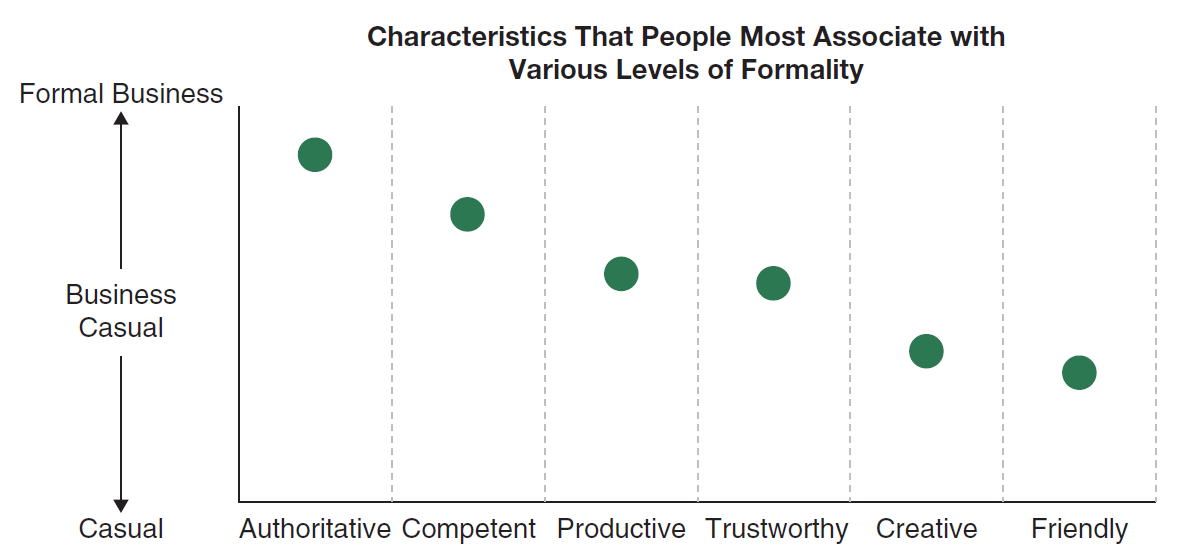 Characteristics That People Most Associate with
Various Levels of Formality
Formal Business
Business
Casual
Casual
Authoritative Competent Productive Trustworthy Creative Friendly